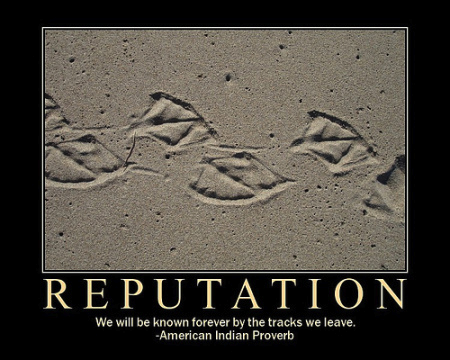 REPUTATION
We will be known forever by the tracks we leave.
-American Indian Proverb